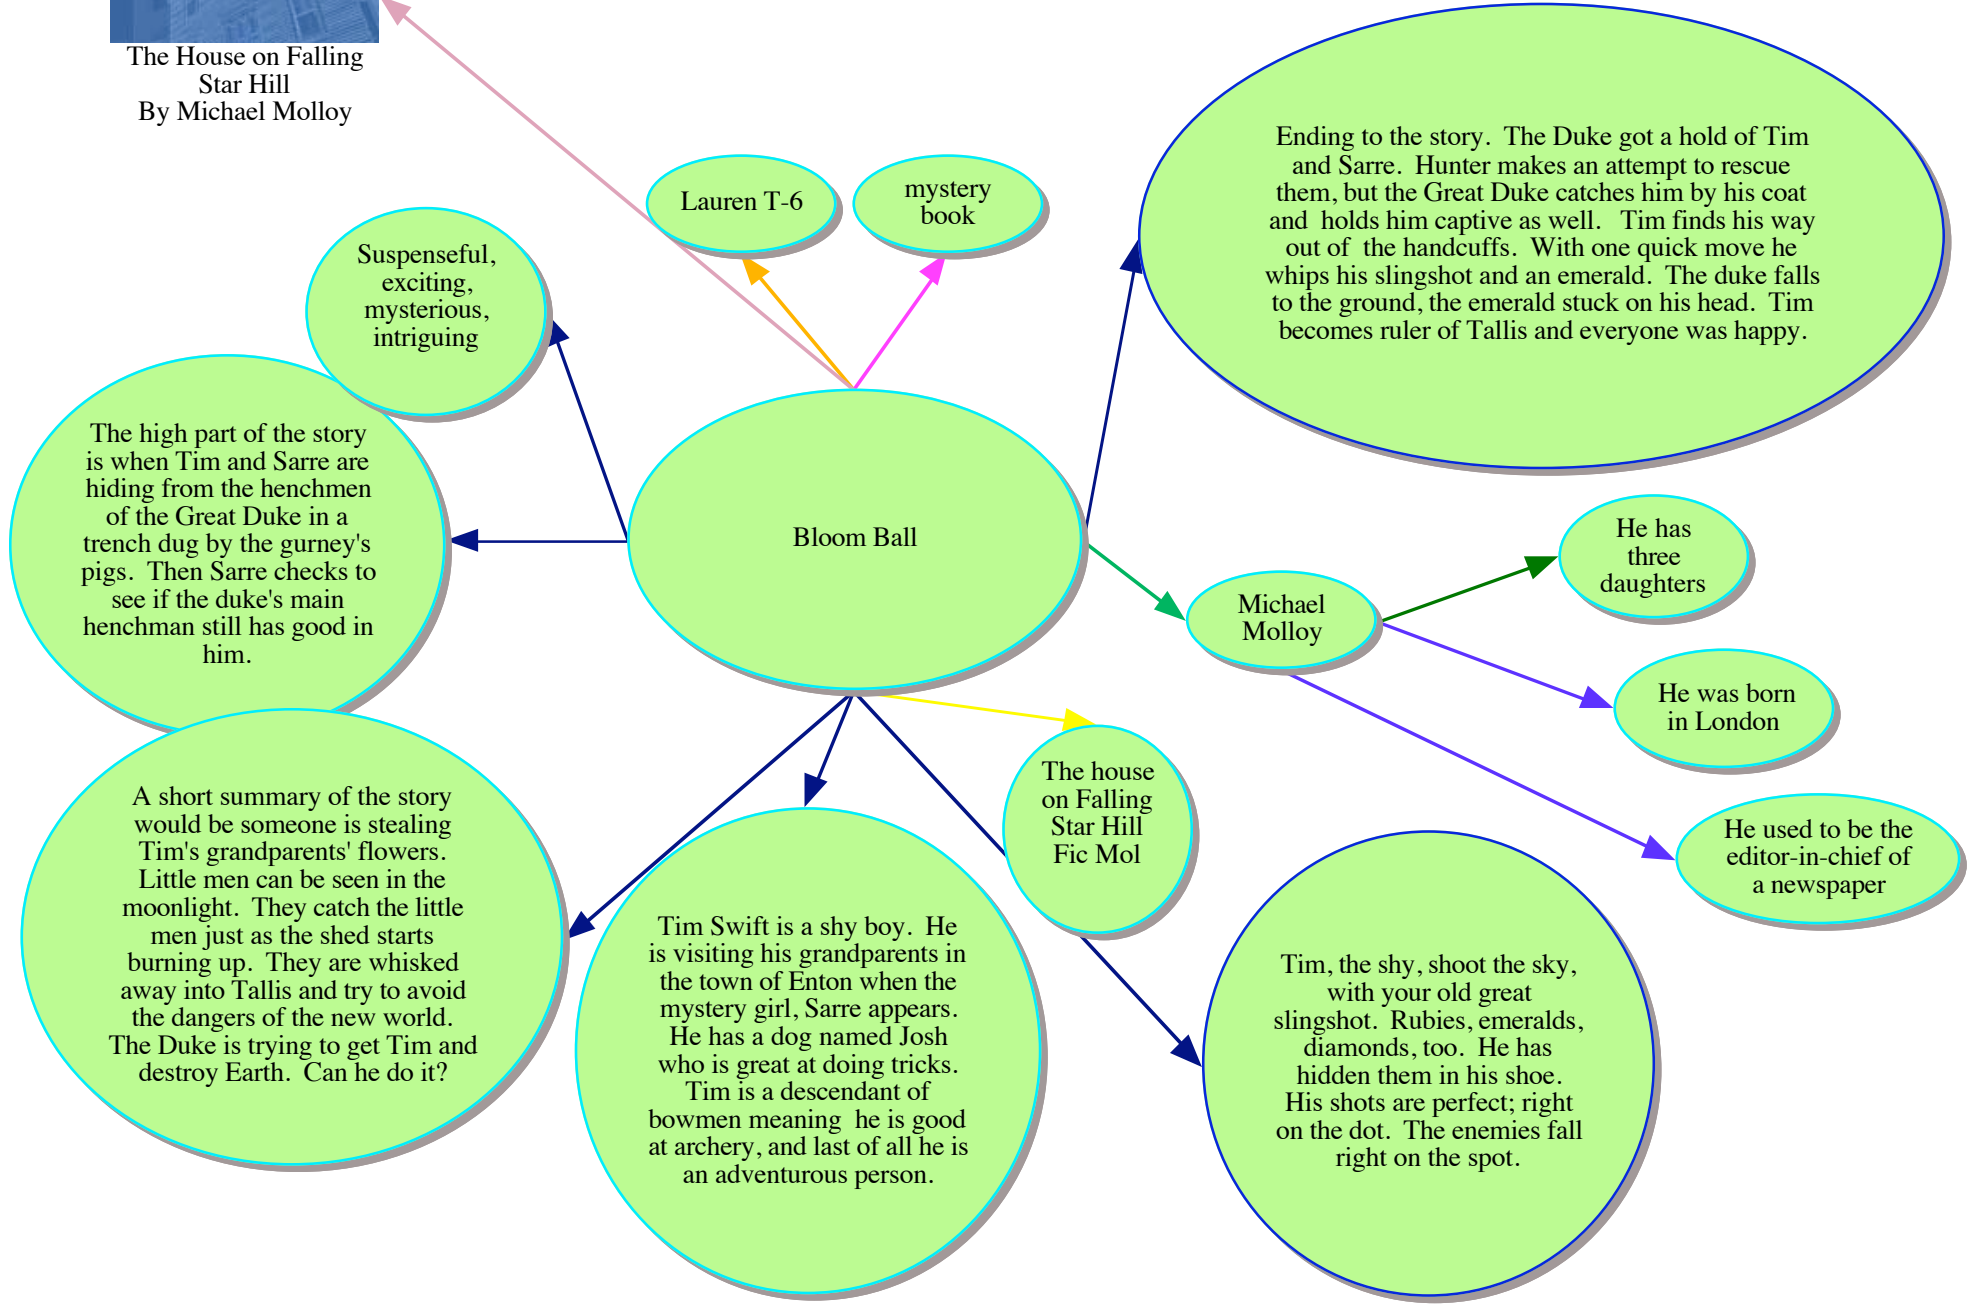 The House on Falling
Star Hill
By Michael Molloy
Lauren T-6
mystery
book
Ending to the story.  The Duke got a hold of Tim
and Sarre.  Hunter makes an attempt to rescue
them, but the Great Duke catches him by his coat
and  holds him captive as well.   Tim finds his way
out of  the handcuffs.  With one quick move he
whips his slingshot and an emerald.  The duke falls
to the ground, the emerald stuck on his head.  Tim
becomes ruler of Tallis and everyone was happy.
Suspenseful,
exciting,
mysterious,
intriguing
The high part of the story
is when Tim and Sarre are
hiding from the henchmen
of the Great Duke in a
trench dug by the gurney's
pigs.  Then Sarre checks to
see if the duke's main
henchman still has good in
him.
Bloom Ball
Michael
Molloy
He has
three
daughters
He was born
in London
He used to be the
editor-in-chief of
a newspaper
The house
on Falling
Star Hill
Fic Mol
A short summary of the story
would be someone is stealing
Tim's grandparents' flowers.
Little men can be seen in the
moonlight.  They catch the little
men just as the shed starts
burning up.  They are whisked
away into Tallis and try to avoid
the dangers of the new world.
The Duke is trying to get Tim and
destroy Earth.  Can he do it?
Tim Swift is a shy boy.  He
is visiting his grandparents in
the town of Enton when the
mystery girl, Sarre appears.
He has a dog named Josh
who is great at doing tricks.
Tim is a descendant of
bowmen meaning  he is good
at archery, and last of all he is
an adventurous person.
Tim, the shy, shoot the sky,
with your old great
slingshot.  Rubies, emeralds,
diamonds, too.  He has
hidden them in his shoe.
His shots are perfect; right
on the dot.  The enemies fall
right on the spot.